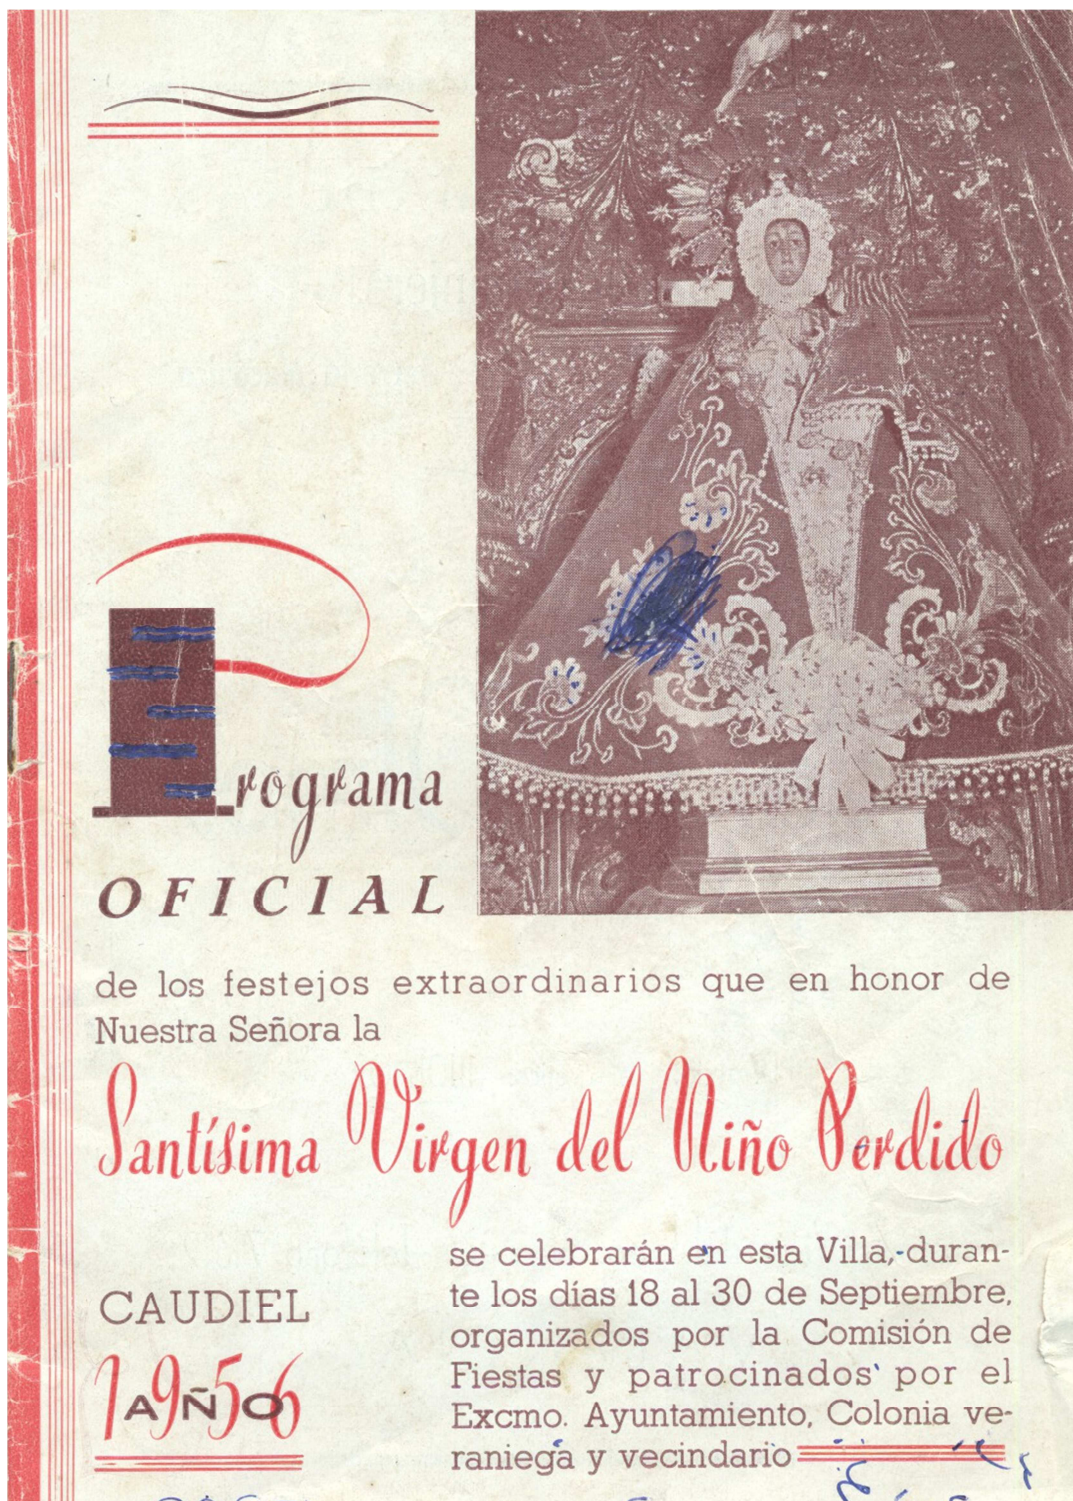 Programa
OFICIAL
de los festejos extraordinarios que en honor de
Nuestra Señora la
Santísima Virgen del Niño Perdido
se celebrarán en esta Villa, duran-
te los días 18 al 30 de Septiembre,
organizados por la Comisión de
Fiestas y patrocinados por el
Excmo. Ayuntamiento, Colonia ve-
raniega y vecindario
CAUDIEL
AÑO 1956